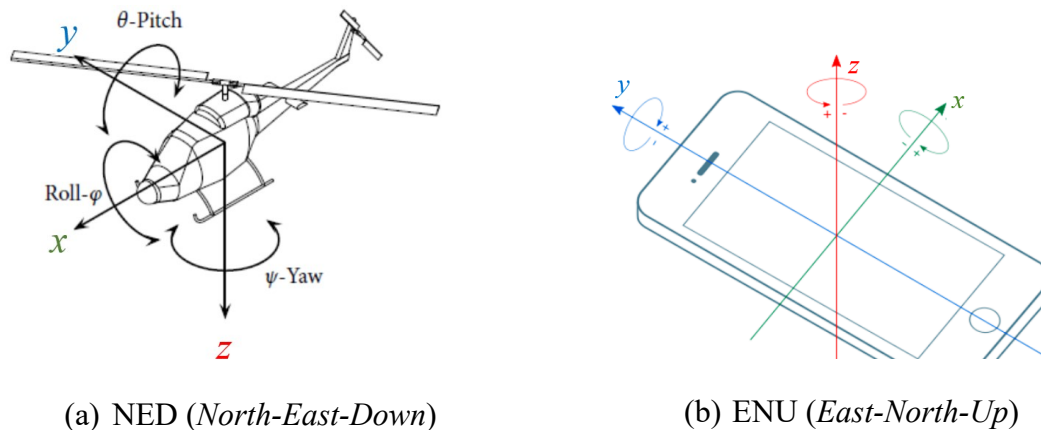 θ-Pitch
y
Roll-φ
x
ψ-Yaw
z
(a) NED (North-East-Down)
z
y
x
+ -
+
-
-
+
(b) ENU (East-North-Up)